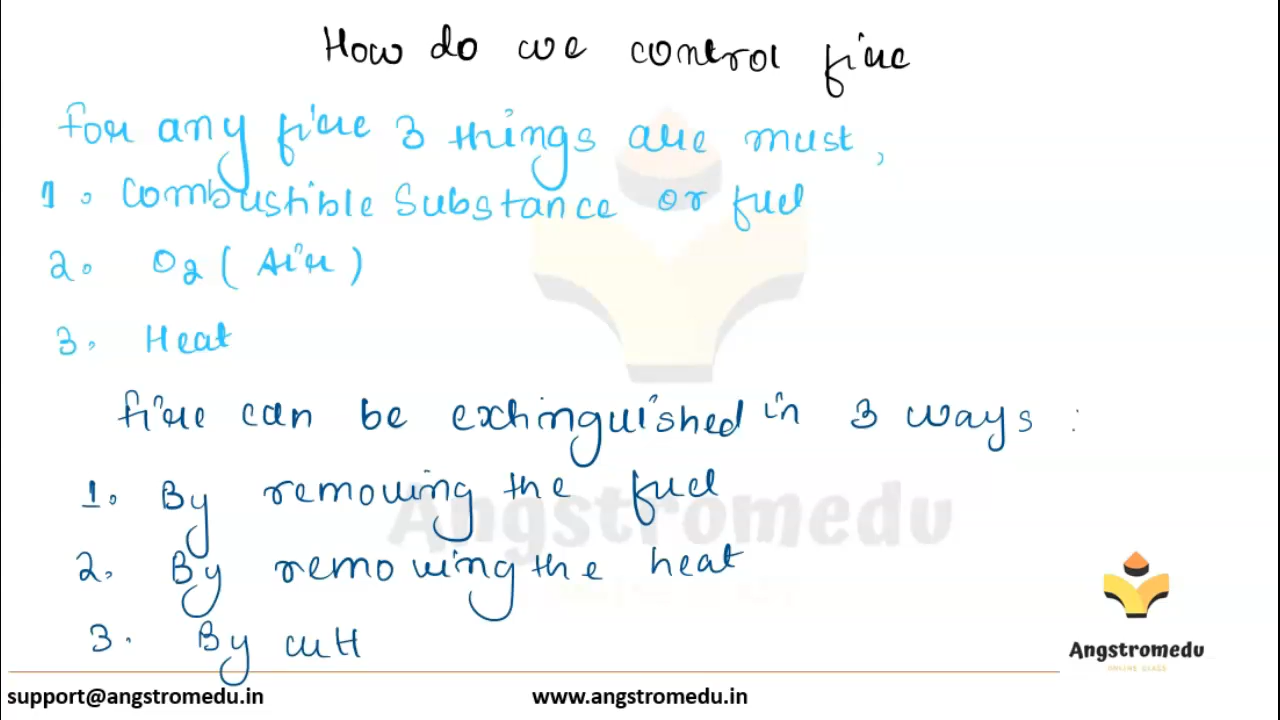 How do we control fire
for any fire 3 things are must,
1. Combustible Substance or fuel
2. O2 (Air)
3. Heat
fire can be extinguished in 3 ways :
1. By removing the fuel
2. By removing the heat
3. By cutt
Angstromedu
Angstromedu
ONLINE CLASS
support@angstromedu.in www.angstromedu.in